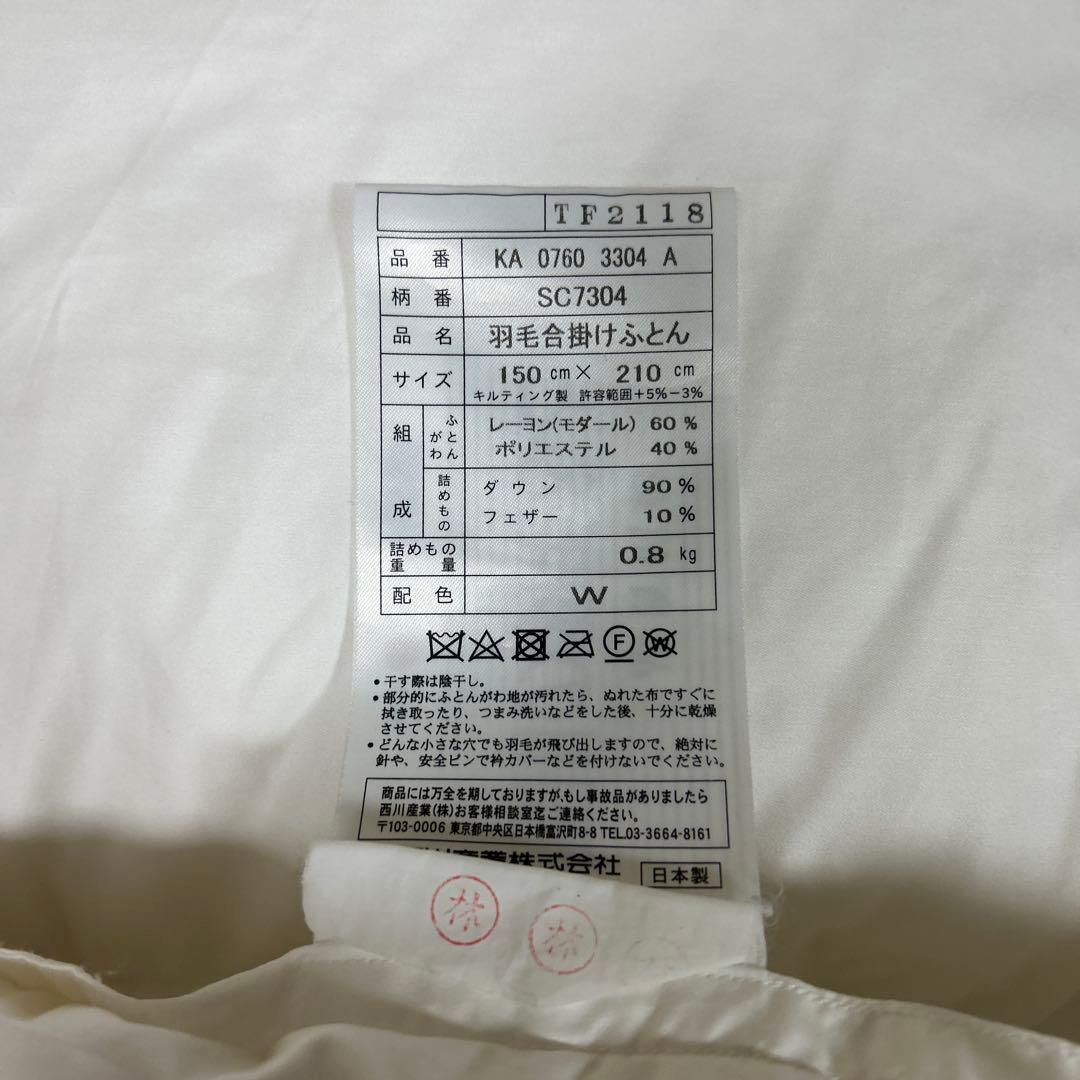 TF2118
品番 KA 0760 3304 A
柄番 SC7304
品名 羽毛合掛けふとん
サイズ 150cm× 210cm
キルティング製 許容範囲+5%−3%
組成 ふとんがわ レーヨン(モダール) 60%
ポリエステル 40%
詰めもの ダウン 90%
フェザー 10%
詰めもの重量 0.8kg
配色 W
F W
•干す際は陰干し。
•部分的にふとんがわ地が汚れたら、ぬれた布ですぐに
拭き取ったり、つまみ洗いなどをした後、十分に乾燥
させてください。
•どんな小さな穴でも羽毛が飛び出しますので、絶対に
針や、安全ピンで衿カバーなどを付けないでください。
商品には万全を期しておりますが、もし事故品がありましたら
西川産業(株)お客様相談室迄ご連絡ください。
〒103-0006 東京都中央区日本橋富沢町8-8 TEL.03-3664-8161
川産業株式会社 日本製